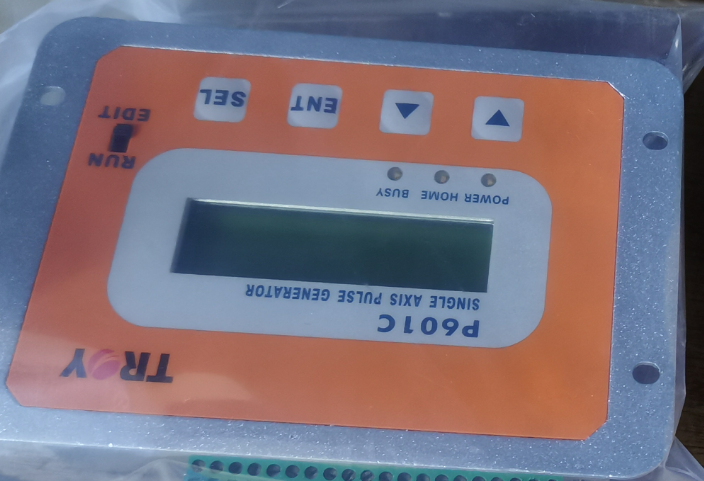 TROY
P601C
SINGLE AXIS PULSE GENERATOR
POWER HOME BUSY
RUN
EDIT
ENT SEL